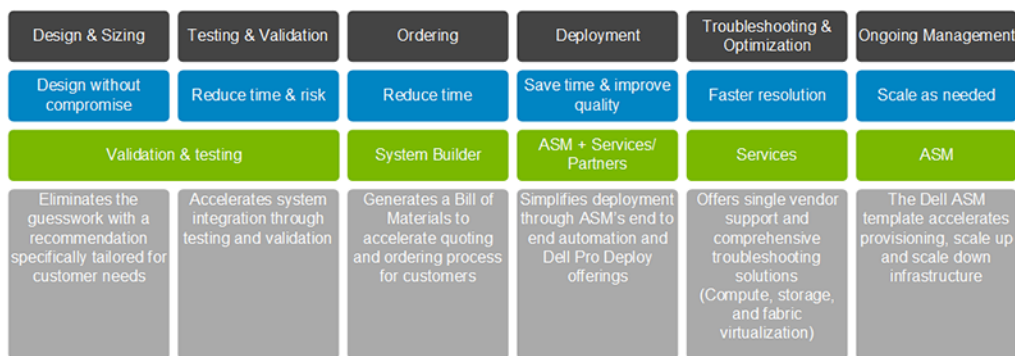 Design & Sizing
Testing & Validation
Ordering
Deployment
Troubleshooting &
Optimization
Ongoing Management
Design without
compromise
Reduce time & risk
Reduce time
Save time & improve
quality
Faster resolution
Scale as needed
Validation & testing
System Builder
ASM + Services/
Partners
Services
ASM
Eliminates the
guesswork with a
recommendation
specifically tailored for
customer needs
Accelerates system
integration through
testing and validation
Generates a Bill of
Materials to
accelerate quoting
and ordering process
for customers
Simplifies deployment
through ASM's end to
end automation and
Dell Pro Deploy
offerings
Offers single vendor
support and
comprehensive
troubleshooting
solutions
(Compute, storage,
and fabric
virtualization)
The Dell ASM
template accelerates
provisioning, scale up
and scale down
infrastructure